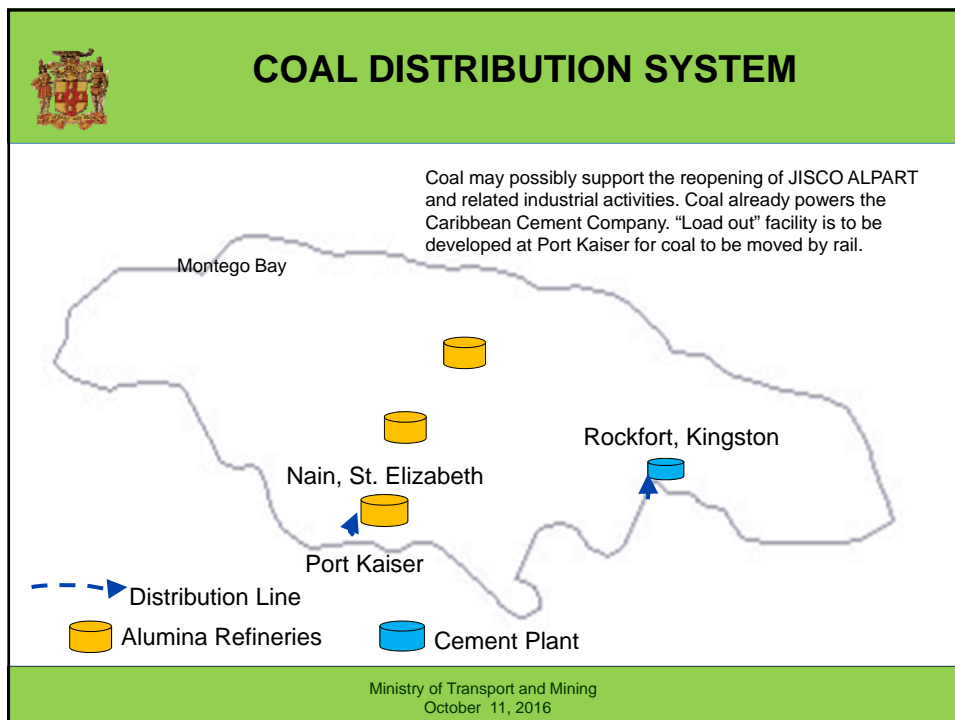 COAL DISTRIBUTION SYSTEM
Coal may possibly support the reopening of JISCO ALPART
and related industrial activities. Coal already powers the
Caribbean Cement Company. “Load out” facility is to be
developed at Port Kaiser for coal to be moved by rail.
Montego Bay
Rockfort, Kingston
Nain, St. Elizabeth
Port Kaiser
Distribution Line
Alumina Refineries
Cement Plant
Ministry of Transport and Mining
October 11, 2016